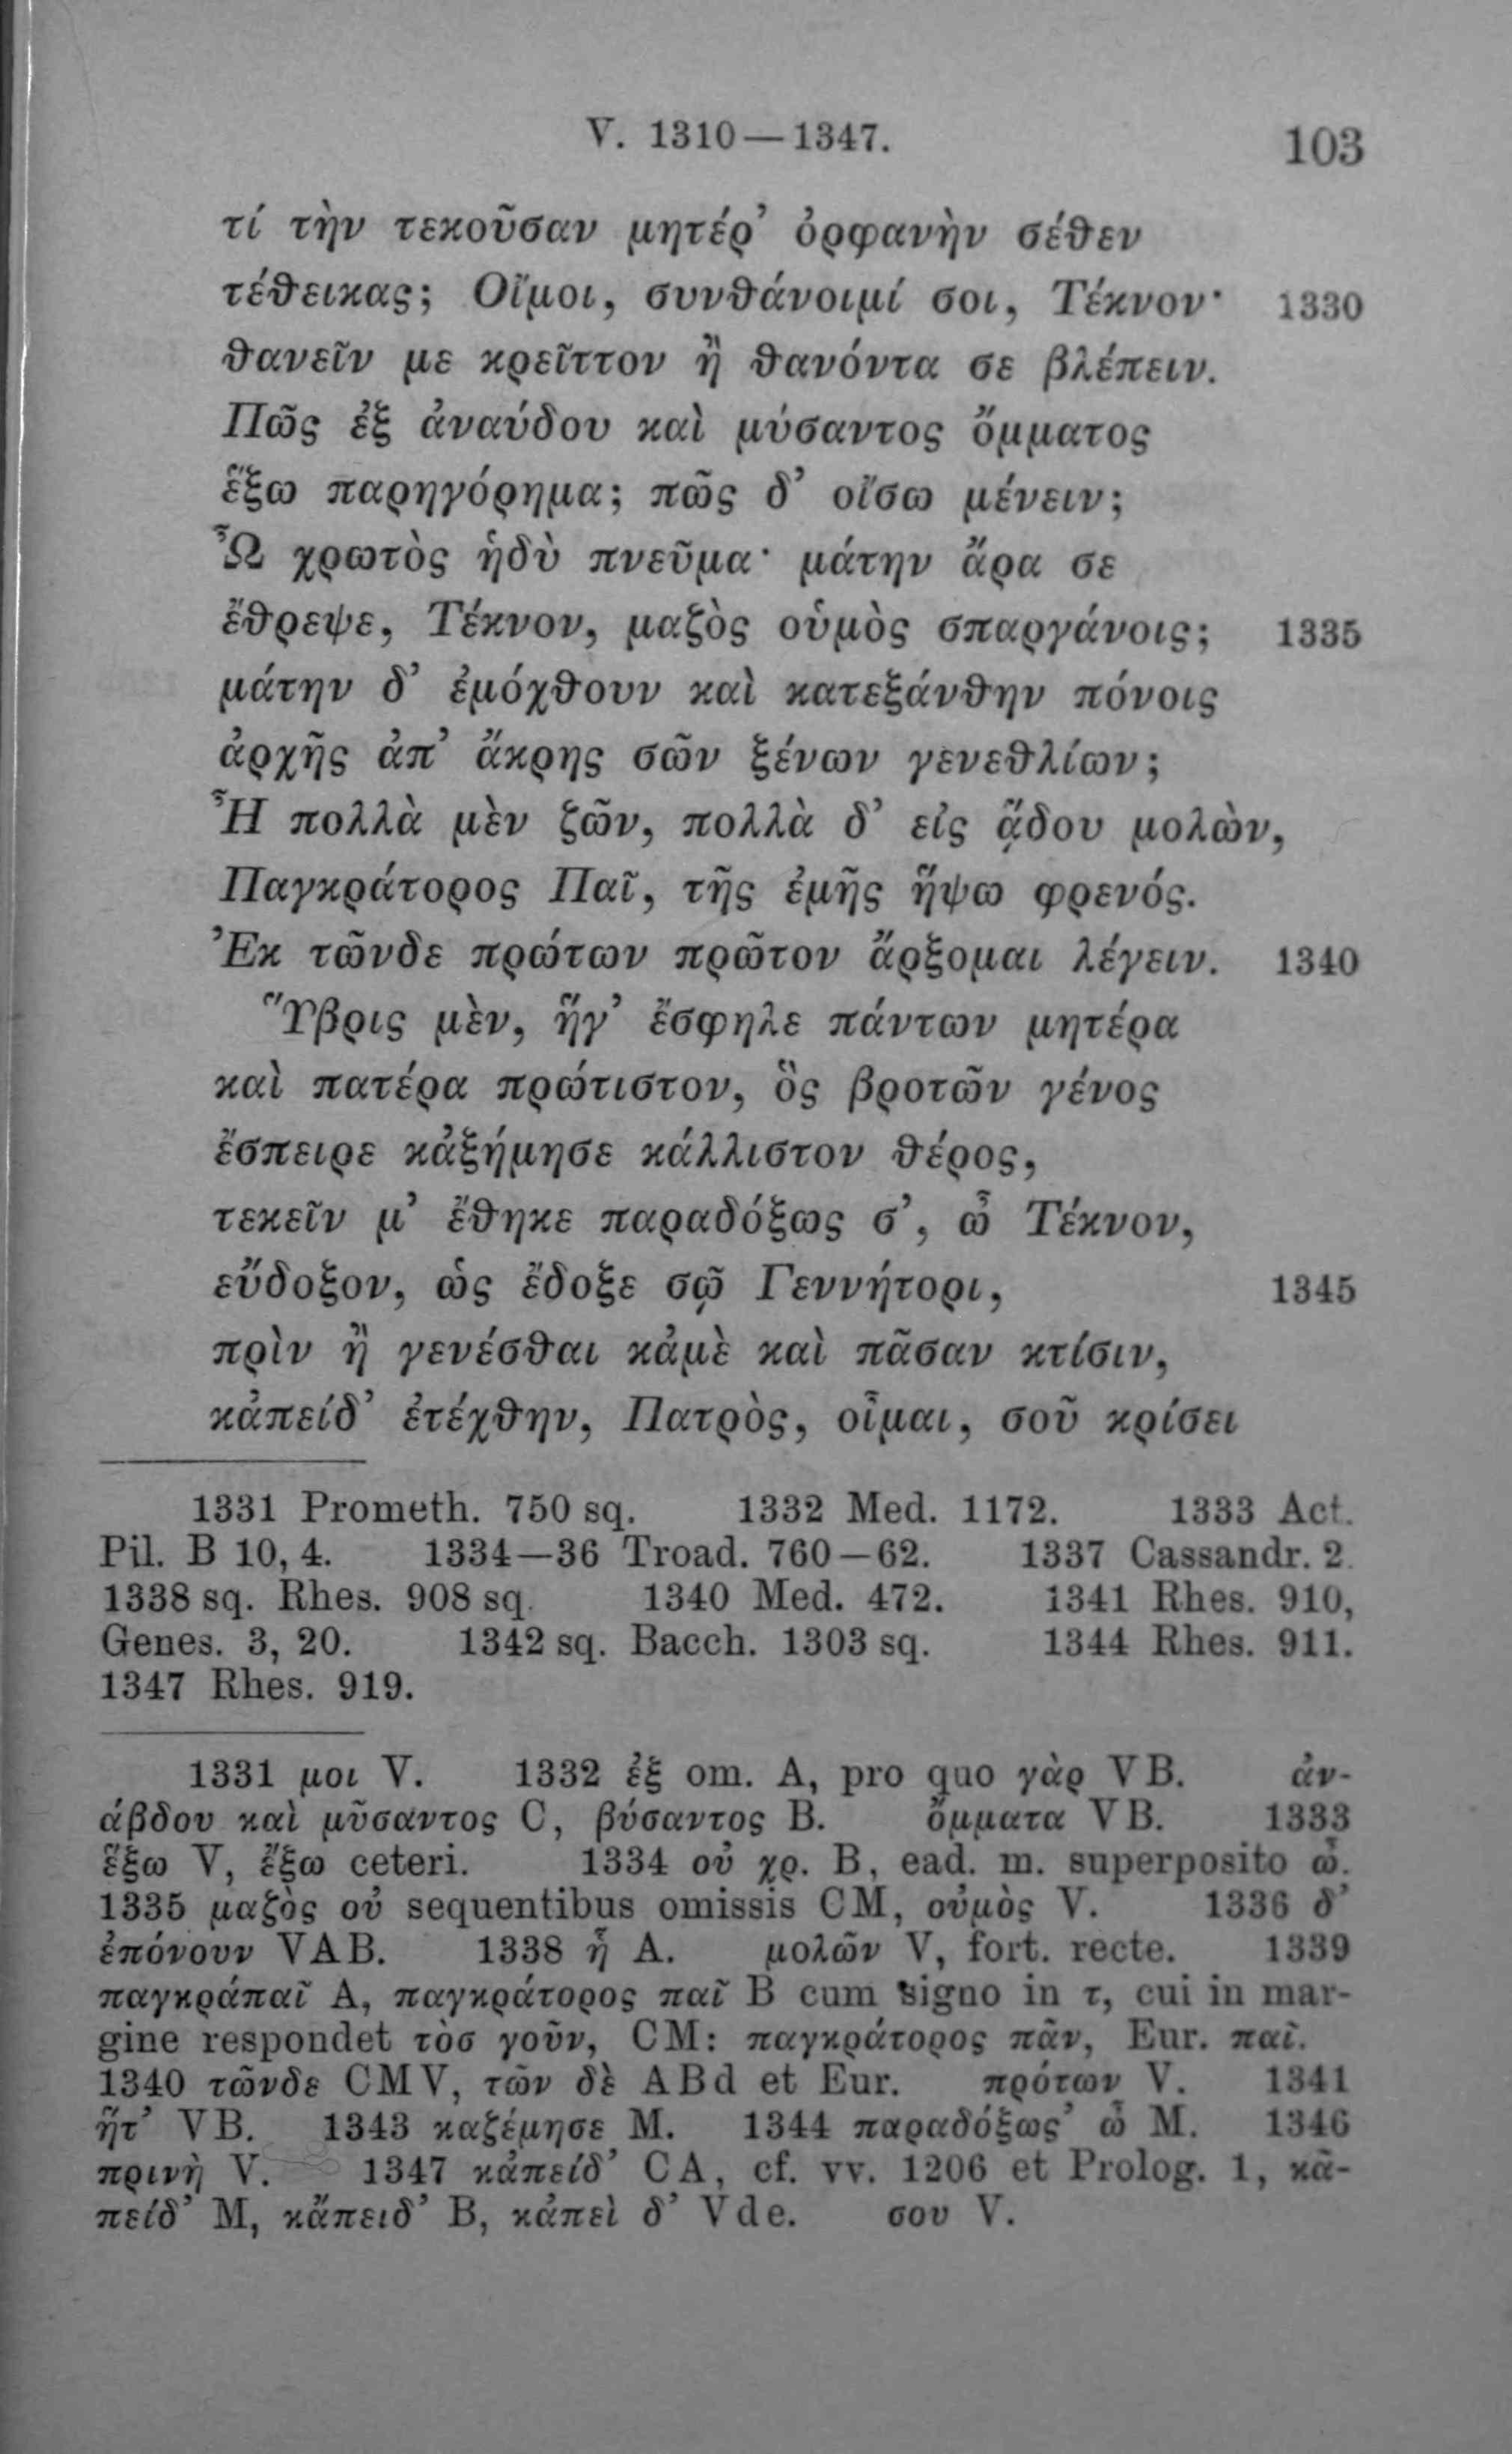 V. 1310—1347. 103
τί τὴν τεκοῦσαν μητέρ’ ὀρφανὴν σέθεν
τέθεικας; Οἴμοι, συνθάνοιμί σοι, Τέκνον· 1330
θανεῖν με κρεῖττον ἢ θανόντα σε βλέπειν.
Πῶς ἐξ ἀναύδου καὶ μύσαντος ὄμματος
ἕξω παρηγόρημα; πῶς δ’ οἴσω μένειν;
Ὦ χρωτὸς ἡδὺ πνεῦμα· μάτην ἄρα σε
ἔθρεψε, Τέκνον, μαζὸς οὑμὸς σπαργάνοις; 1335
μάτην δ’ ἐμόχθουν καὶ κατεξάνθην πόνοις
ἀρχῆς ἀπ’ ἄκρης σῶν ξένων γενεθλίων;
Ἦ πολλὰ μὲν ζῶν, πολλὰ δ’ εἰς ᾅδου μολὼν,
Παγκράτορος Παῖ, τῆς ἐμῆς ἥψω φρενός.
Ἐκ τῶνδε πρώτων πρῶτον ἄρξομαι λέγειν. 1340
Ὕβρις μὲν, ἥγ’ ἔσφηλε πάντων μητέρα
καὶ πατέρα πρώτιστον, ὃς βροτῶν γένος
ἔσπειρε κἀξήμησε κάλλιστον θέρος,
τεκεῖν μ’ ἔθηκε παραδόξως σ’, ὦ Τέκνον,
εὔδοξον, ὡς ἔδοξε σῷ Γεννήτορι, 1345
πρὶν ἢ γενέσθαι κἀμὲ καὶ πᾶσαν κτίσιν,
κἀπείδ’ ἐτέχθην, Πατρὸς, οἶμαι, σοῦ κρίσει
1331 Prometh. 750 sq. 1332 Med. 1172. 1333 Act.
Pil. B 10, 4. 1334—36 Troad. 760—62. 1337 Cassandr. 2.
1338 sq. Rhes. 908 sq. 1340 Med. 472. 1341 Rhes. 910,
Genes. 3, 20. 1342 sq. Bacch. 1303 sq. 1344 Rhes. 911.
1347 Rhes. 919.
1331 μοι V. 1332 ἐξ om. A, pro quo γὰρ VB. ἀν-
άβδου καὶ μῦσαντος C, βύσαντος B. ὄμματα VB. 1333
ἕξω V, ἔξω ceteri. 1334 οὐ χρ. B, ead. m. superposito ὦ.
1335 μαζὸς οὐ sequentibus omissis CM, οὐμὸς V. 1336 δ’
ἐπόνουν VAB. 1338 ἦ A. μολῶν V, fort. recte. 1339
παγκράπαῖ A, παγκράτορος παῖ B cum signo in τ, cui in mar-
gine respondet τὸσ γοῦν, CM: παγκράτορος πᾶν, Eur. παῖ.
1340 τῶνδε CMV, τῶν δὲ ABd et Eur. πρότων V. 1341
ἥτ’ VB. 1343 καζέμησε M. 1344 παραδόξως’ ὦ M. 1346
πρινὴ V. 1347 κἀπείδ’ CA, cf. vv. 1206 et Prolog. 1, κᾶ-
πείδ’ M, κἄπειδ’ B, κἀπεὶ δ’ Vde. σου V.